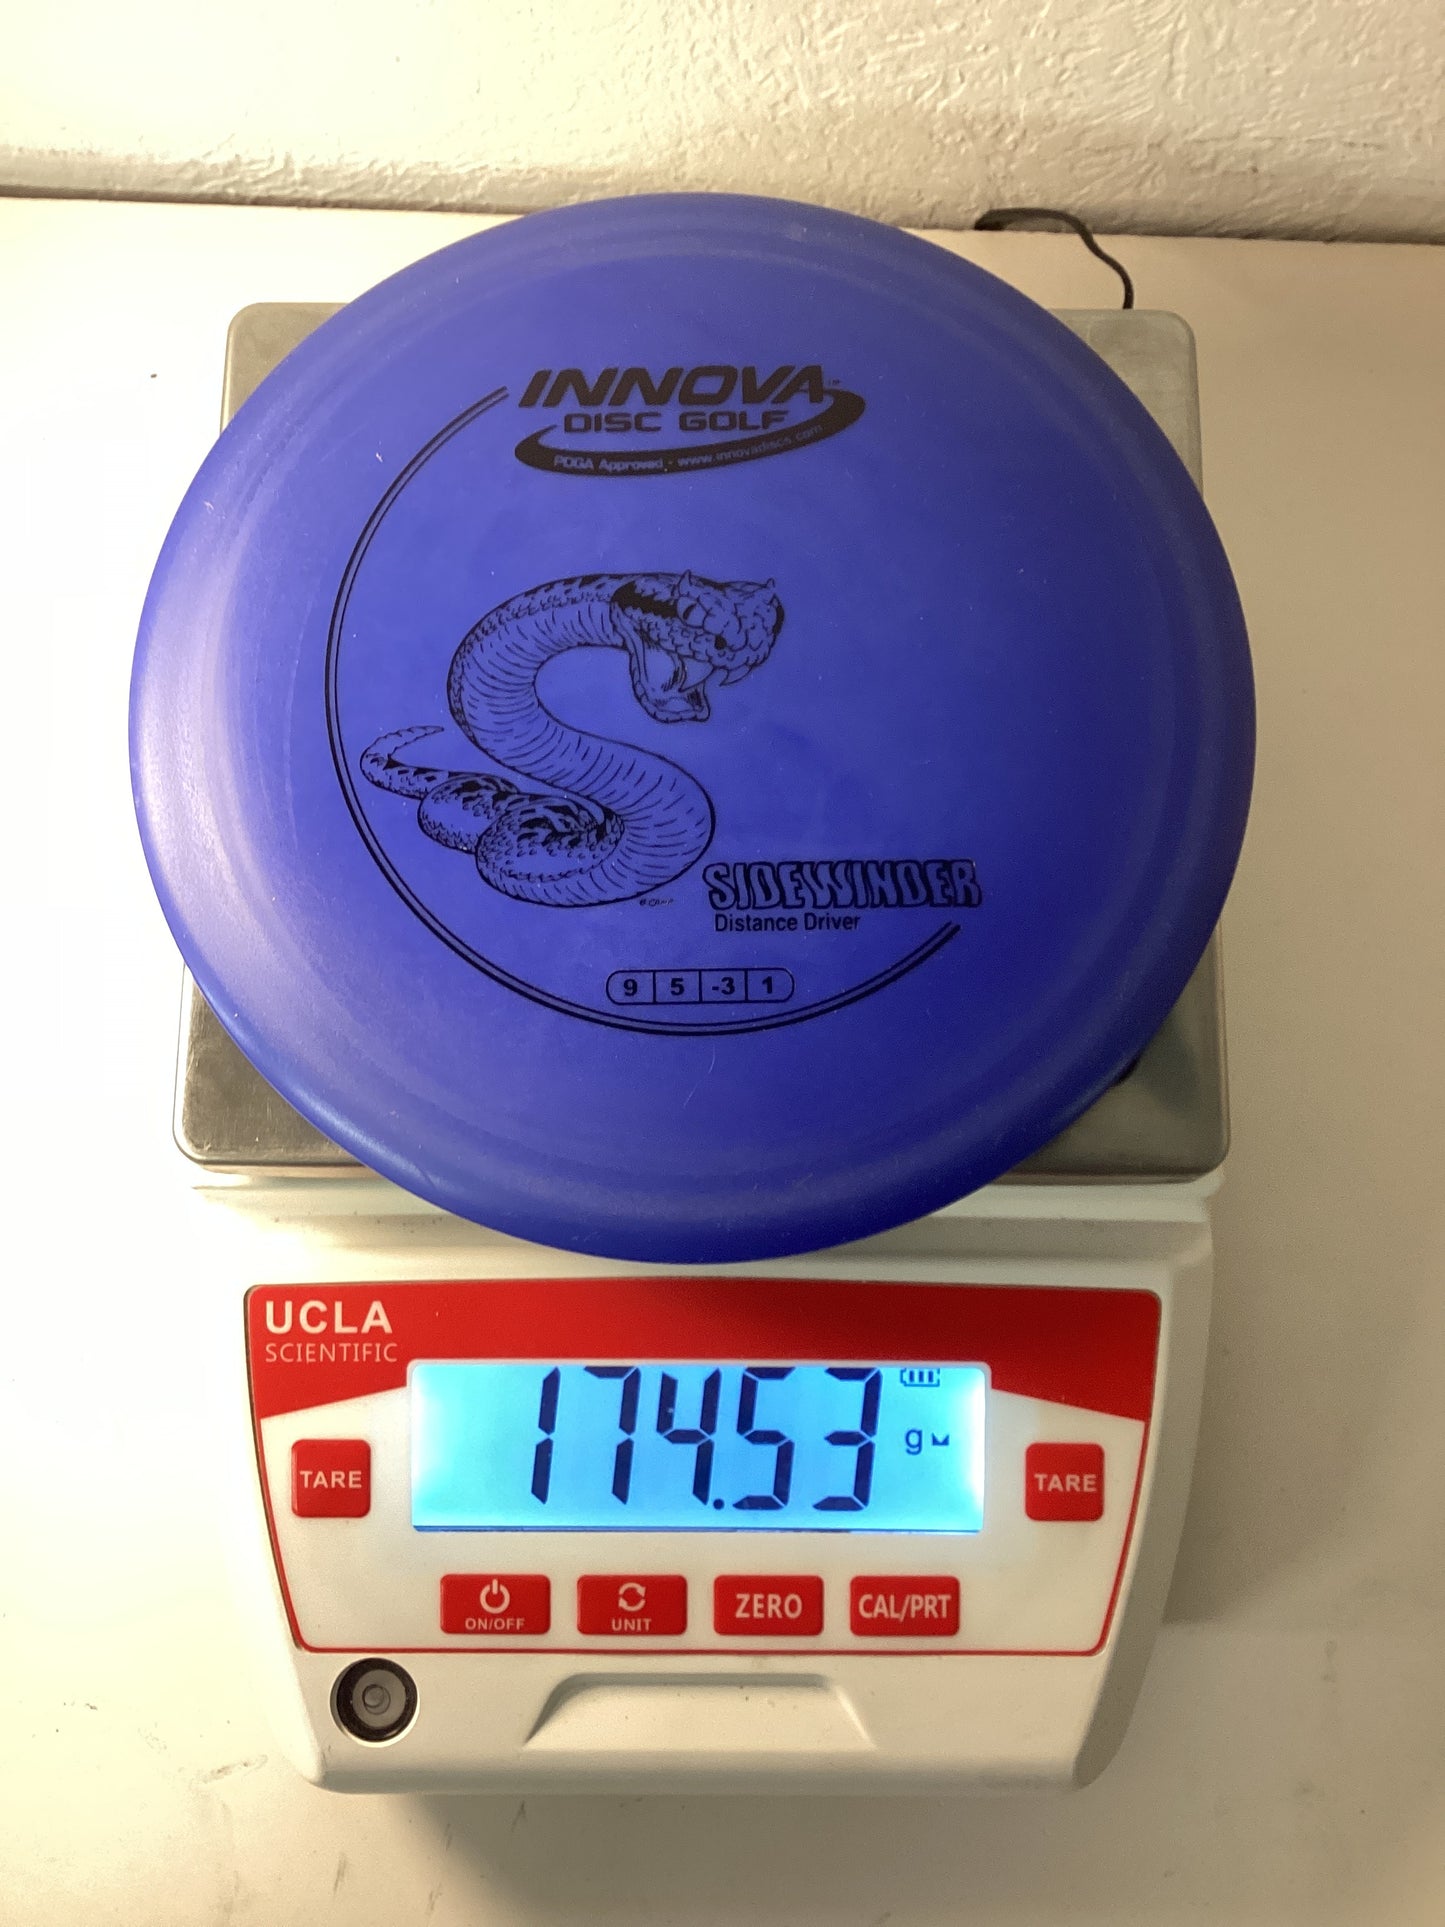 INNOVA
DISC GOLF
PDGA Approved - www.innovadiscs.com
SIDEWINDER
Distance Driver
9 5 -3 1
UCLA
SCIENTIFIC
174.53 g
TARE
TARE
ON/OFF
UNIT
ZERO
CAL/PRT